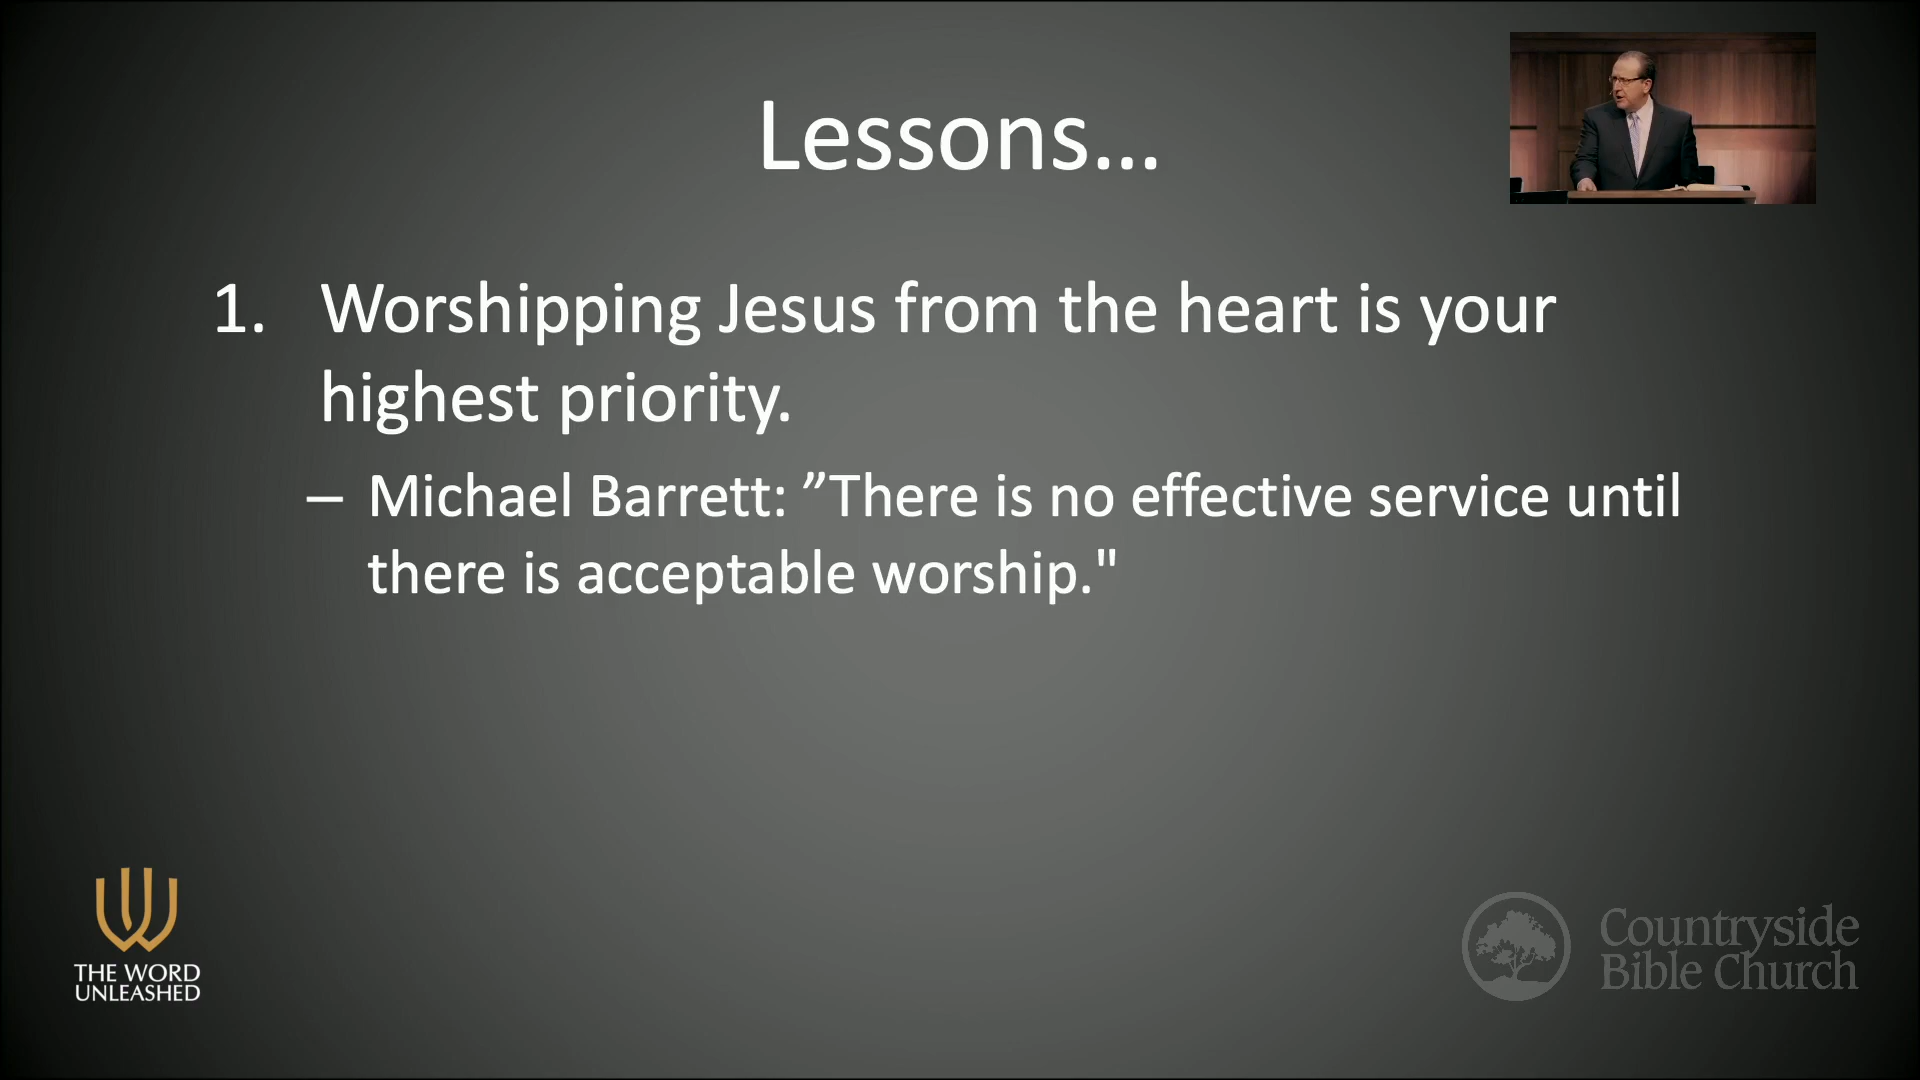 Lessons...
1. Worshipping Jesus from the heart is your
highest priority.
– Michael Barrett: ”There is no effective service until
there is acceptable worship."
THE WORD
UNLEASHED
Countryside
Bible Church